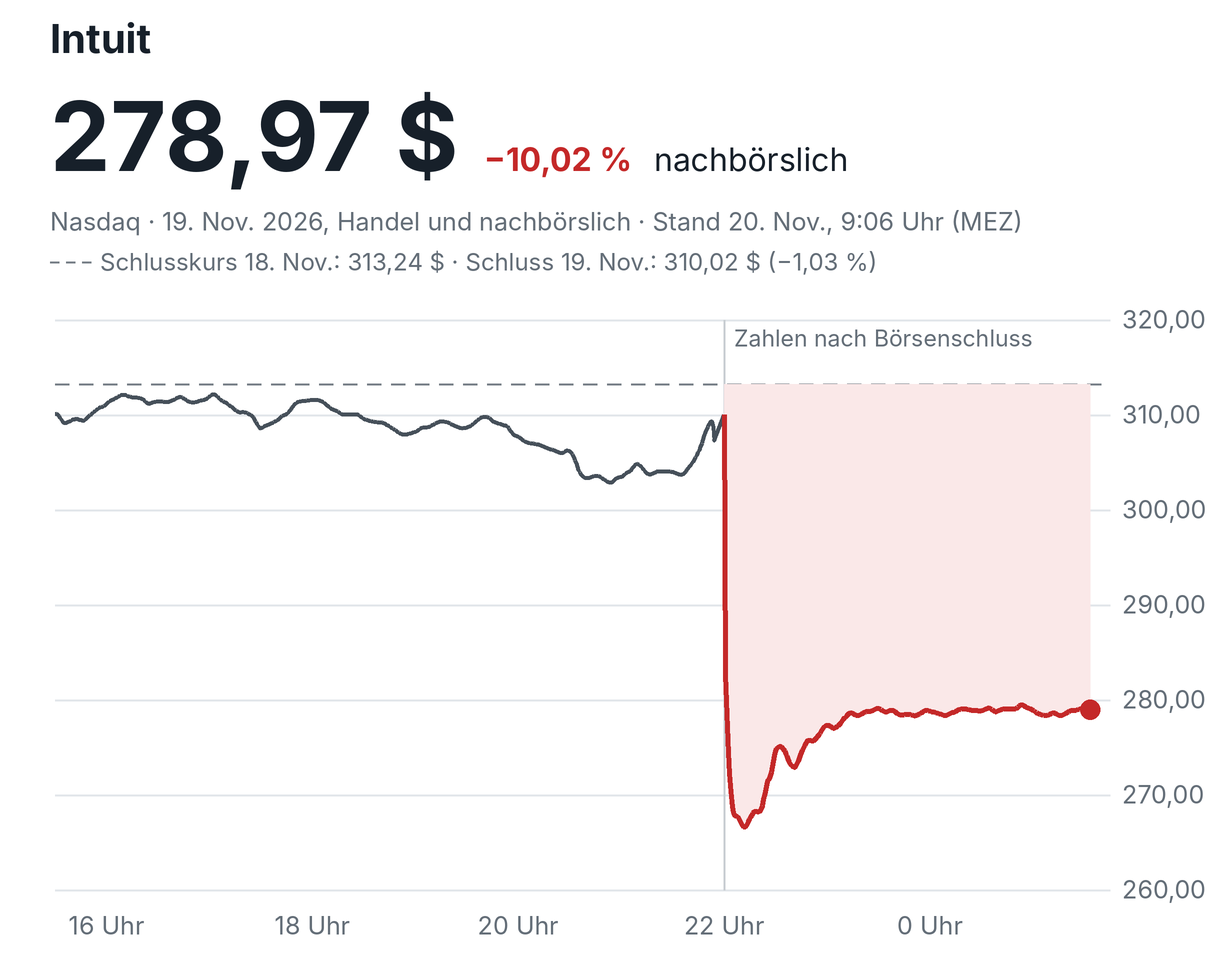 Intuit
278,97 $ −10,02 % nachbörslich
Nasdaq · 19. Nov. 2026, Handel und nachbörslich · Stand 20. Nov., 9:06 Uhr (MEZ)
Schlusskurs 18. Nov.: 313,24 $ · Schluss 19. Nov.: 310,02 $ (−1,03 %)
320,00
Zahlen nach Börsenschluss
310,00
300,00
290,00
280,00
270,00
260,00
16 Uhr 18 Uhr 20 Uhr 22 Uhr 0 Uhr